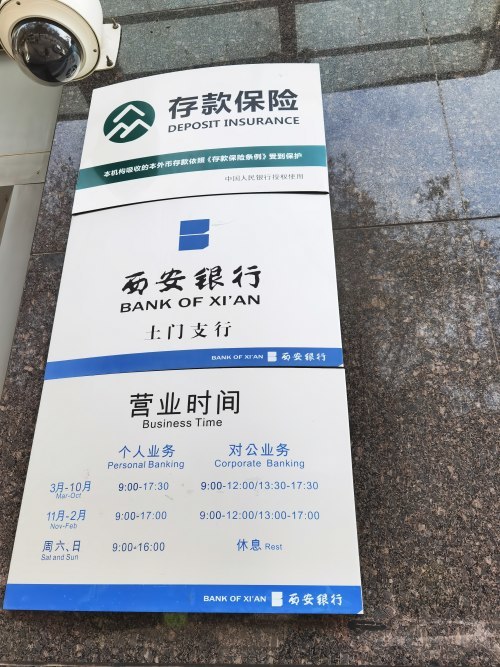 存款保险
DEPOSIT INSURANCE
本机构吸收的本外币存款依照《存款保险条例》受到保护
中国人民银行授权使用
西安银行
BANK OF XI'AN
土门支行
BANK OF XI'AN 西安银行
营业时间
Business Time
个人业务 对公业务
Personal Banking Corporate Banking
3月-10月 9:00-17:30 9:00-12:00/13:30-17:30
Mar-Oct
11月-2月 9:00-17:00 9:00-12:00/13:00-17:00
Nov-Feb
周六、日 9:00-16:00 休息 Rest
Sat and Sun
BANK OF XI'AN 西安银行